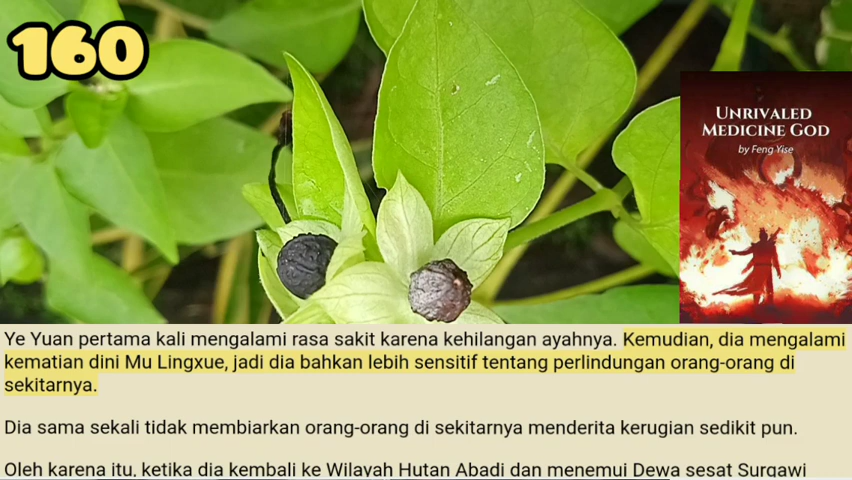 160
UNRIVALED
MEDICINE GOD
by Feng Yise
Ye Yuan pertama kali mengalami rasa sakit karena kehilangan ayahnya. Kemudian, dia mengalami
kematian dini Mu Lingxue, jadi dia bahkan lebih sensitif tentang perlindungan orang-orang di
sekitarnya.
Dia sama sekali tidak membiarkan orang-orang di sekitarnya menderita kerugian sedikit pun.
Oleh karena itu, ketika dia kembali ke Wilayah Hutan Abadi dan menemui Dewa sesat Surgawi